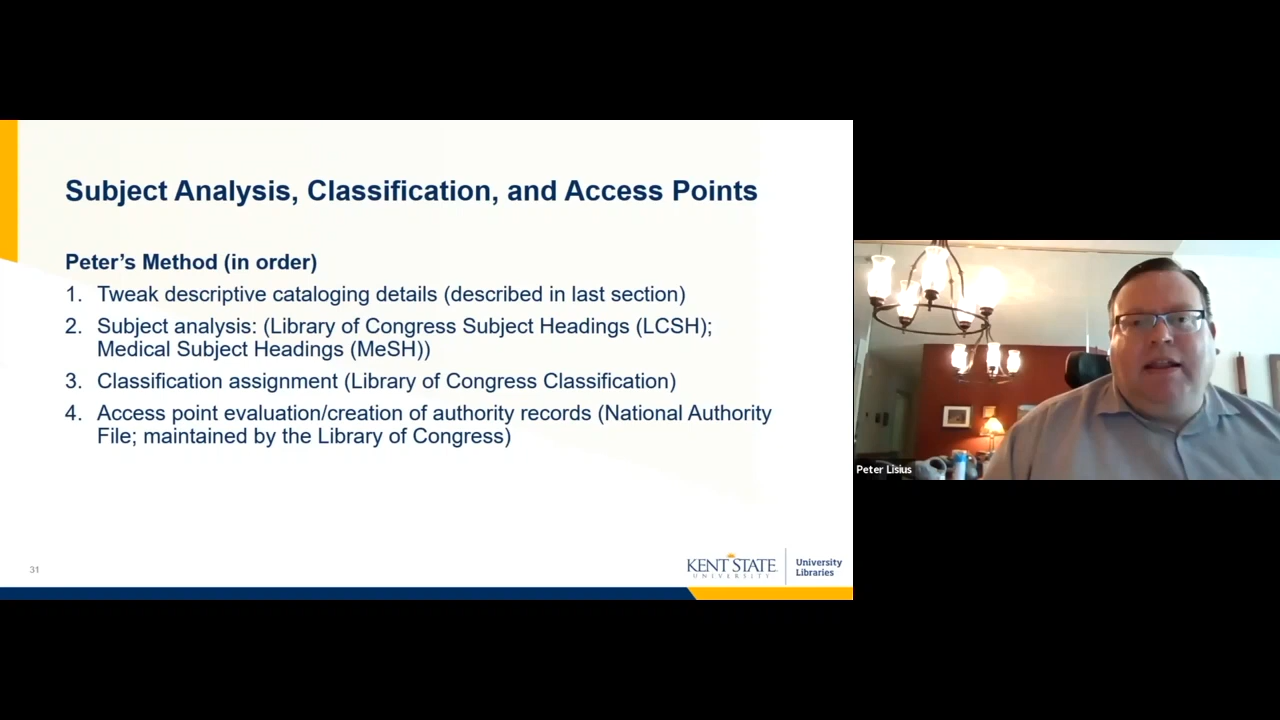 Subject Analysis, Classification, and Access Points
Peter's Method (in order)
1. Tweak descriptive cataloging details (described in last section)
2. Subject analysis: (Library of Congress Subject Headings (LCSH);
Medical Subject Headings (MeSH))
3. Classification assignment (Library of Congress Classification)
4. Access point evaluation/creation of authority records (National Authority
File; maintained by the Library of Congress)
Peter Lisius
31
KENT STATE
UNIVERSITY
University
Libraries